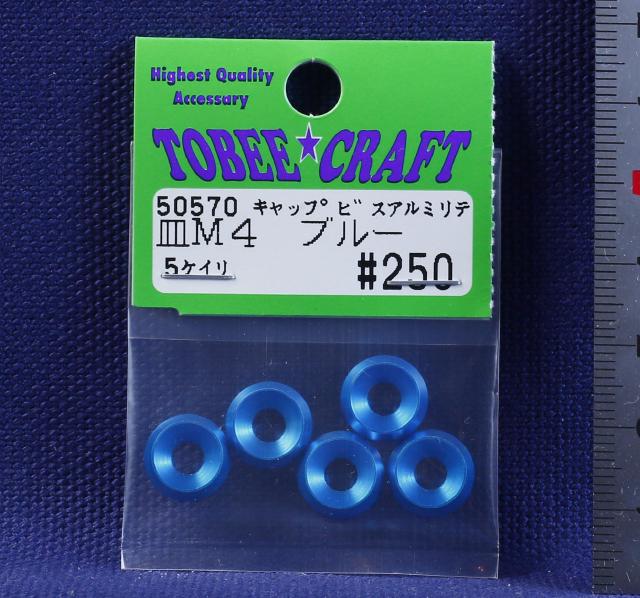 Highest Quality
Accessary
TOBEE★CRAFT
50570 キャップビスアルミリテ
皿M4 ブルー
5ケイリ
#250